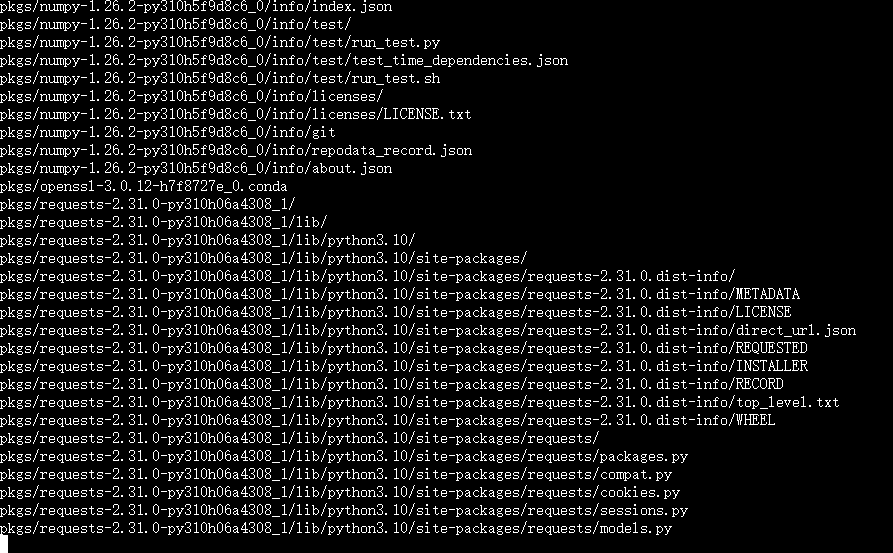 pkgs/numpy-1.26.2-py310h5f9d8c6_0/info/index.json
pkgs/numpy-1.26.2-py310h5f9d8c6_0/info/test/
pkgs/numpy-1.26.2-py310h5f9d8c6_0/info/test/run_test.py
pkgs/numpy-1.26.2-py310h5f9d8c6_0/info/test/test_time_dependencies.json
pkgs/numpy-1.26.2-py310h5f9d8c6_0/info/test/run_test.sh
pkgs/numpy-1.26.2-py310h5f9d8c6_0/info/licenses/
pkgs/numpy-1.26.2-py310h5f9d8c6_0/info/licenses/LICENSE.txt
pkgs/numpy-1.26.2-py310h5f9d8c6_0/info/git
pkgs/numpy-1.26.2-py310h5f9d8c6_0/info/repodata_record.json
pkgs/numpy-1.26.2-py310h5f9d8c6_0/info/about.json
pkgs/openssl-3.0.12-h7f8727e_0.conda
pkgs/requests-2.31.0-py310h06a4308_1/
pkgs/requests-2.31.0-py310h06a4308_1/lib/
pkgs/requests-2.31.0-py310h06a4308_1/lib/python3.10/
pkgs/requests-2.31.0-py310h06a4308_1/lib/python3.10/site-packages/
pkgs/requests-2.31.0-py310h06a4308_1/lib/python3.10/site-packages/requests-2.31.0.dist-info/
pkgs/requests-2.31.0-py310h06a4308_1/lib/python3.10/site-packages/requests-2.31.0.dist-info/METADATA
pkgs/requests-2.31.0-py310h06a4308_1/lib/python3.10/site-packages/requests-2.31.0.dist-info/LICENSE
pkgs/requests-2.31.0-py310h06a4308_1/lib/python3.10/site-packages/requests-2.31.0.dist-info/direct_url.json
pkgs/requests-2.31.0-py310h06a4308_1/lib/python3.10/site-packages/requests-2.31.0.dist-info/REQUESTED
pkgs/requests-2.31.0-py310h06a4308_1/lib/python3.10/site-packages/requests-2.31.0.dist-info/INSTALLER
pkgs/requests-2.31.0-py310h06a4308_1/lib/python3.10/site-packages/requests-2.31.0.dist-info/RECORD
pkgs/requests-2.31.0-py310h06a4308_1/lib/python3.10/site-packages/requests-2.31.0.dist-info/top_level.txt
pkgs/requests-2.31.0-py310h06a4308_1/lib/python3.10/site-packages/requests-2.31.0.dist-info/WHEEL
pkgs/requests-2.31.0-py310h06a4308_1/lib/python3.10/site-packages/requests/
pkgs/requests-2.31.0-py310h06a4308_1/lib/python3.10/site-packages/requests/packages.py
pkgs/requests-2.31.0-py310h06a4308_1/lib/python3.10/site-packages/requests/compat.py
pkgs/requests-2.31.0-py310h06a4308_1/lib/python3.10/site-packages/requests/cookies.py
pkgs/requests-2.31.0-py310h06a4308_1/lib/python3.10/site-packages/requests/sessions.py
pkgs/requests-2.31.0-py310h06a4308_1/lib/python3.10/site-packages/requests/models.py